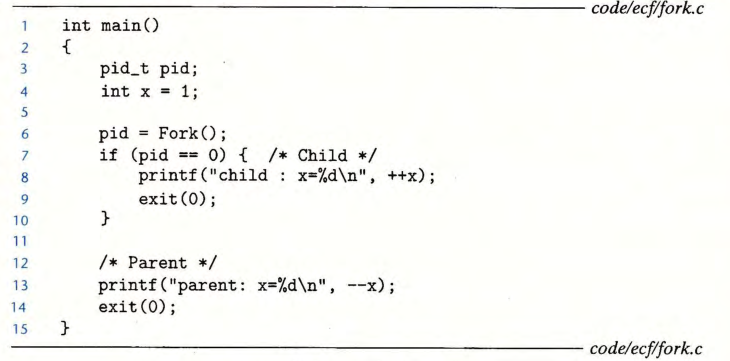 code/ecf/fork.c
1 int main()
2 {
3     pid_t pid;
4     int x = 1;
5
6     pid = Fork();
7     if (pid == 0) {  /* Child */
8         printf("child : x=%d\n", ++x);
9         exit(0);
10     }
11
12     /* Parent */
13     printf("parent: x=%d\n", --x);
14     exit(0);
15 }
code/ecf/fork.c